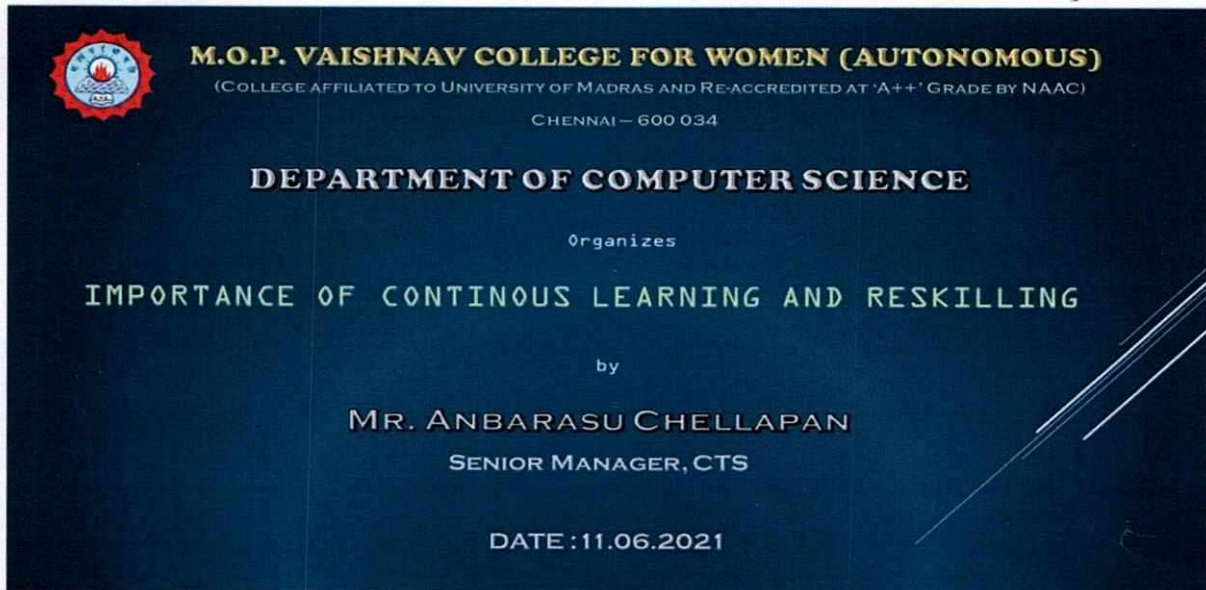 M.O.P. VAISHNAV COLLEGE FOR WOMEN (AUTONOMOUS)
(COLLEGE AFFILIATED TO UNIVERSITY OF MADRAS AND RE-ACCREDITED AT 'A++' GRADE BY NAAC)
CHENNAI – 600 034
DEPARTMENT OF COMPUTER SCIENCE
Organizes
IMPORTANCE OF CONTINOUS LEARNING AND RESKILLING
by
MR. ANBARASU CHELLAPAN
SENIOR MANAGER, CTS
DATE : 11.06.2021